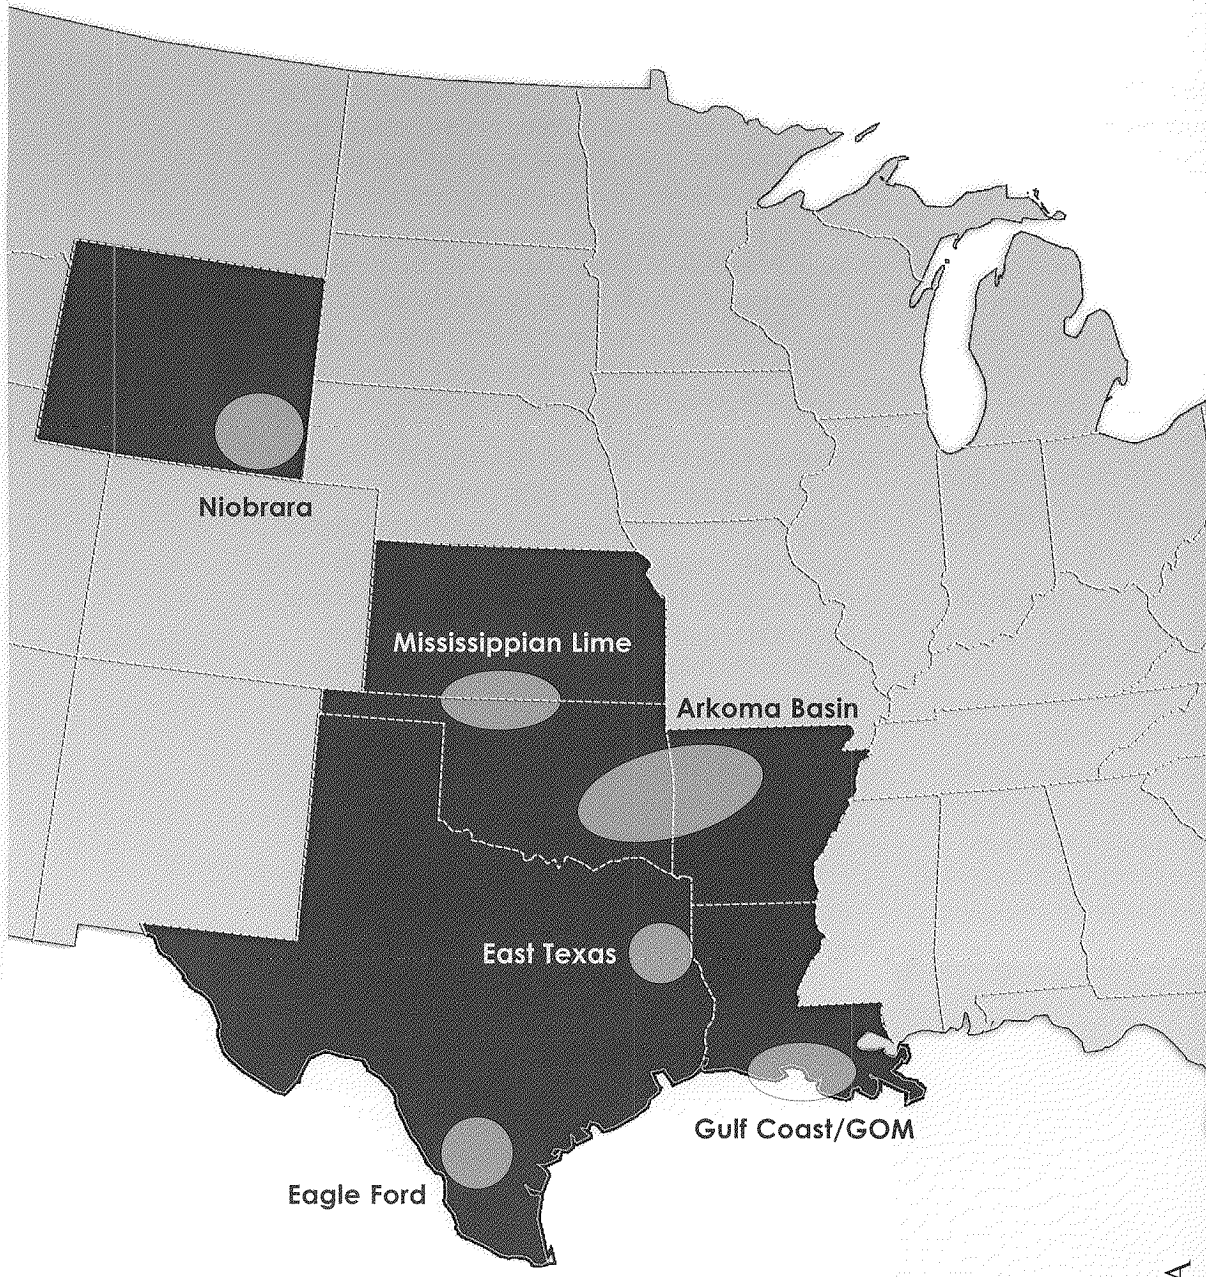 Niobrara
Mississippian Lime
Arkoma Basin
East Texas
Gulf Coast/GOM
Eagle Ford
A